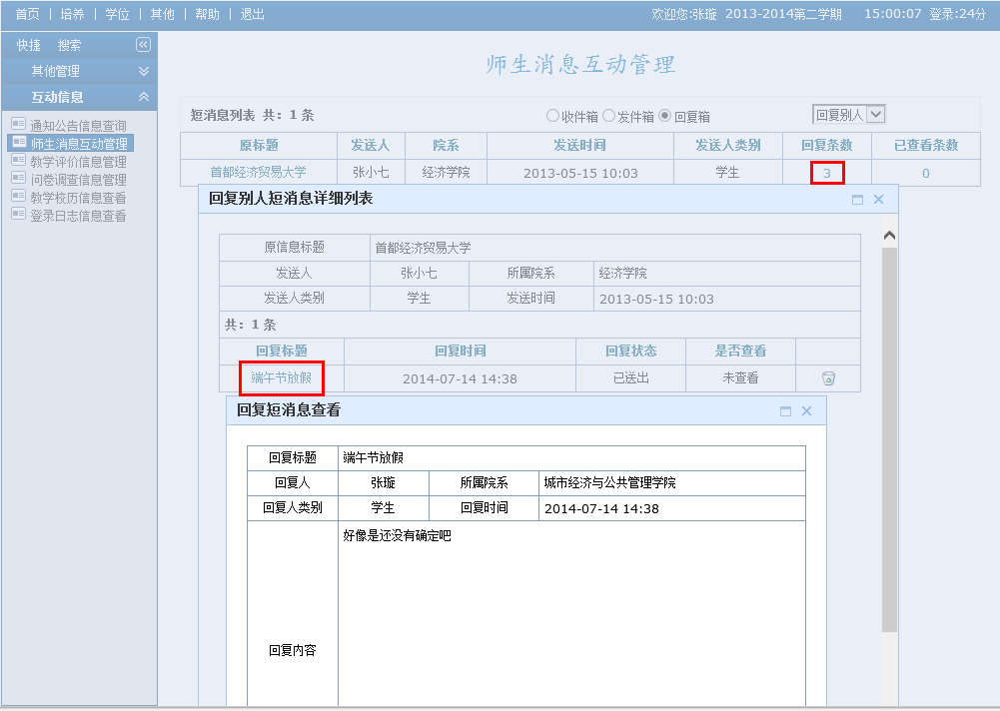 首页 | 培养 | 学位 | 其他 | 帮助 | 退出 欢迎您:张璇 2013-2014第二学期 15:00:07 登录:24分
快捷 搜索
其他管理
互动信息
通知公告信息查询
师生消息互动管理
教学评价信息管理
问卷调查信息管理
教学校历信息查看
登录日志信息查看
师生消息互动管理
短消息列表 共：1 条 收件箱 发件箱 回复箱 回复别人
原标题 发送人 院系 发送时间 发送人类别 回复条数 已查看条数
首都经济贸易大学 张小七 经济学院 2013-05-15 10:03 学生 3 0
回复别人短消息详细列表
原信息标题 首都经济贸易大学
发送人 张小七 所属院系 经济学院
发送人类别 学生 发送时间 2013-05-15 10:03
共：1 条
回复标题 回复时间 回复状态 是否查看
端午节放假 2014-07-14 14:38 已送出 未查看
回复短消息查看
回复标题 端午节放假
回复人 张璇 所属院系 城市经济与公共管理学院
回复人类别 学生 回复时间 2014-07-14 14:38
好像是还没有确定吧
回复内容